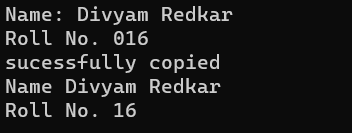 Name: Divyam Redkar
Roll No. 016
sucessfully copied
Name Divyam Redkar
Roll No. 16